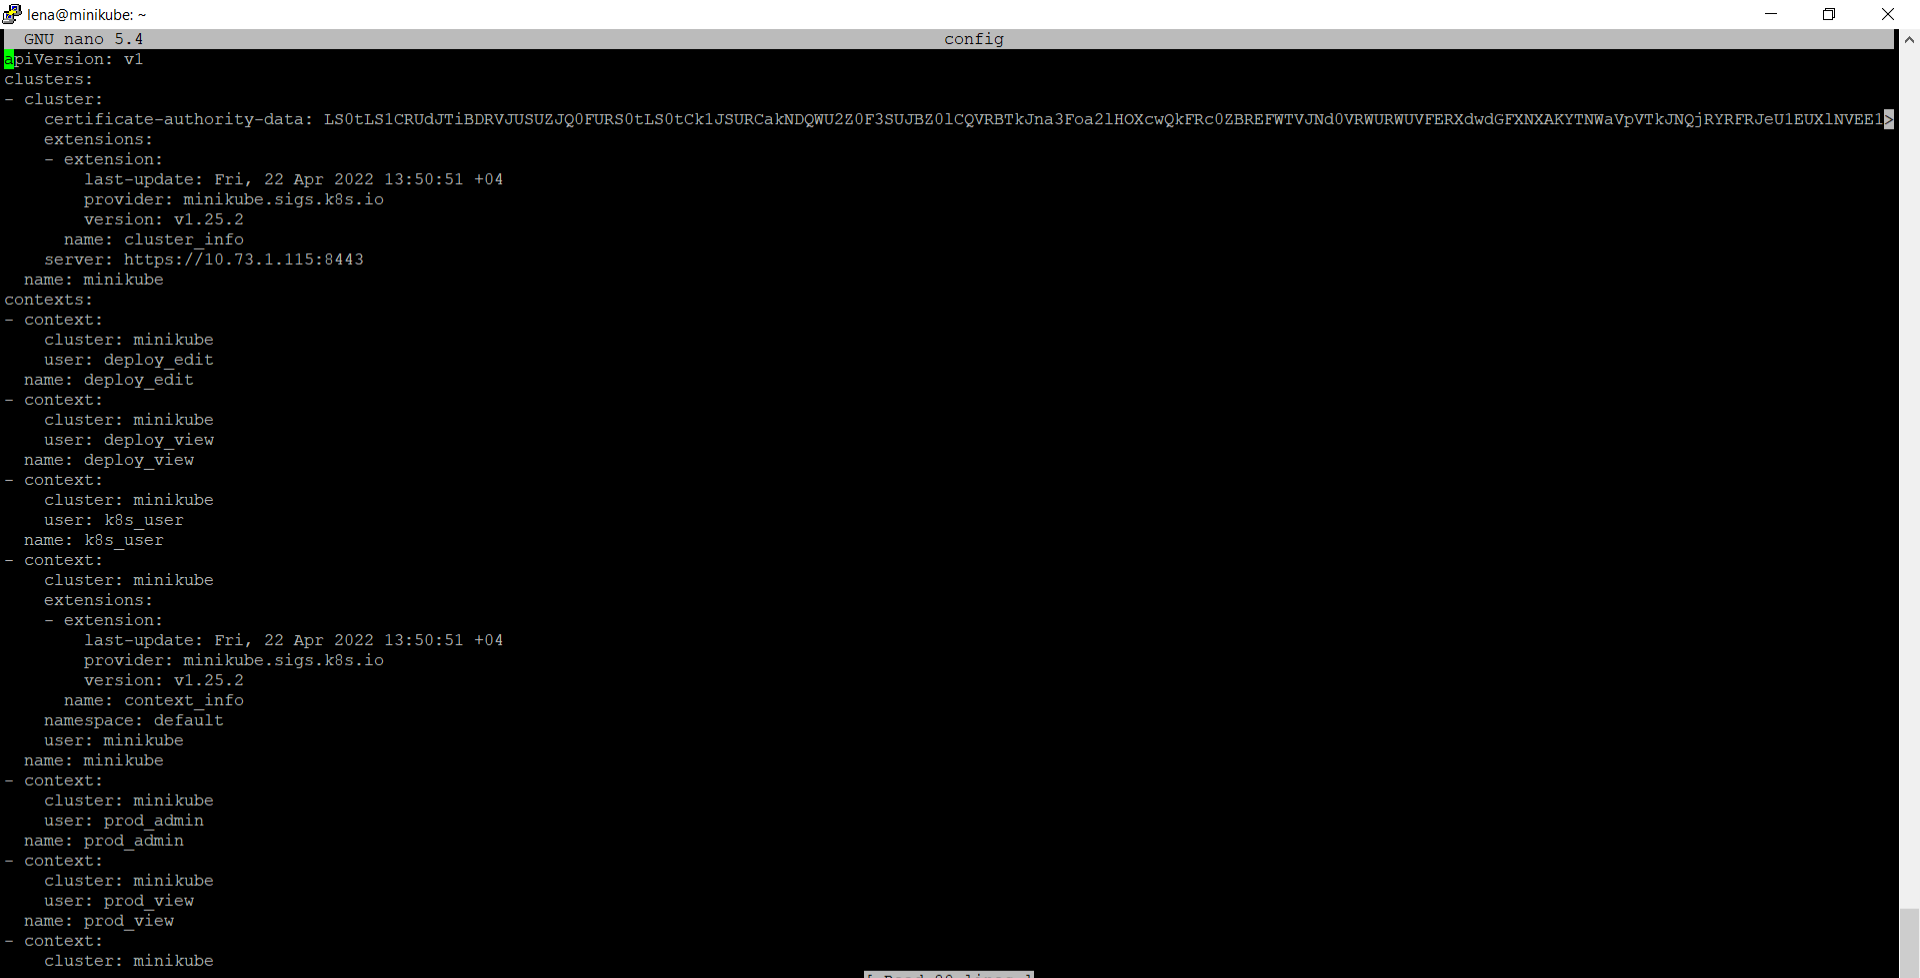 lena@minikube: ~
GNU nano 5.4 config
apiVersion: v1
clusters:
- cluster:
    certificate-authority-data: LS0tLS1CRUdJTiBDRVJUSUZJQ0FURS0tLS0tCk1JSURCakNDQWU2Z0F3SUJBZ0lCQVRBTkJna3Foa2lHOXcwQkFRc0ZBREFWTVJNd0VRWURWUVFERXdwdGFXNXAKYTNWaVpVTkJNQjRYRFRJeU1EUXlNVEE1>
    extensions:
    - extension:
        last-update: Fri, 22 Apr 2022 13:50:51 +04
        provider: minikube.sigs.k8s.io
        version: v1.25.2
      name: cluster_info
    server: https://10.73.1.115:8443
  name: minikube
contexts:
- context:
    cluster: minikube
    user: deploy_edit
  name: deploy_edit
- context:
    cluster: minikube
    user: deploy_view
  name: deploy_view
- context:
    cluster: minikube
    user: k8s_user
  name: k8s_user
- context:
    cluster: minikube
    extensions:
    - extension:
        last-update: Fri, 22 Apr 2022 13:50:51 +04
        provider: minikube.sigs.k8s.io
        version: v1.25.2
      name: context_info
    namespace: default
    user: minikube
  name: minikube
- context:
    cluster: minikube
    user: prod_admin
  name: prod_admin
- context:
    cluster: minikube
    user: prod_view
  name: prod_view
- context:
    cluster: minikube